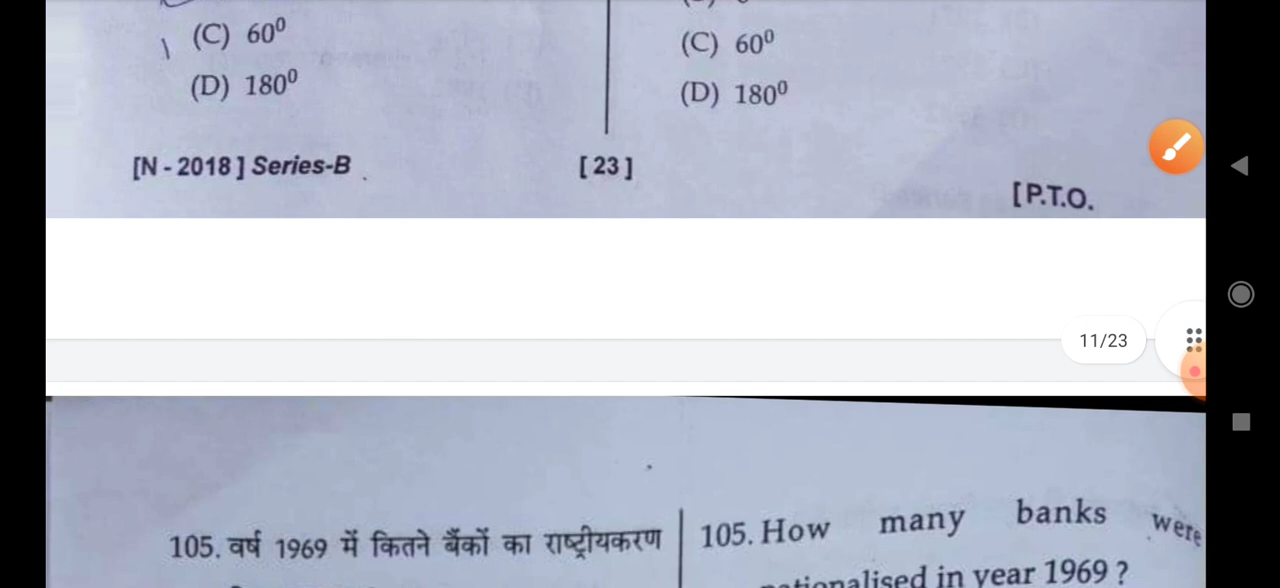 (C) 60⁰
(D) 180⁰
(C) 60⁰
(D) 180⁰
[N - 2018 ] Series-B
[ 23 ]
[P.T.O.
11/23
105. वर्ष 1969 में कितने बैंकों का राष्ट्रीयकरण
105. How many banks were
nationalised in year 1969 ?